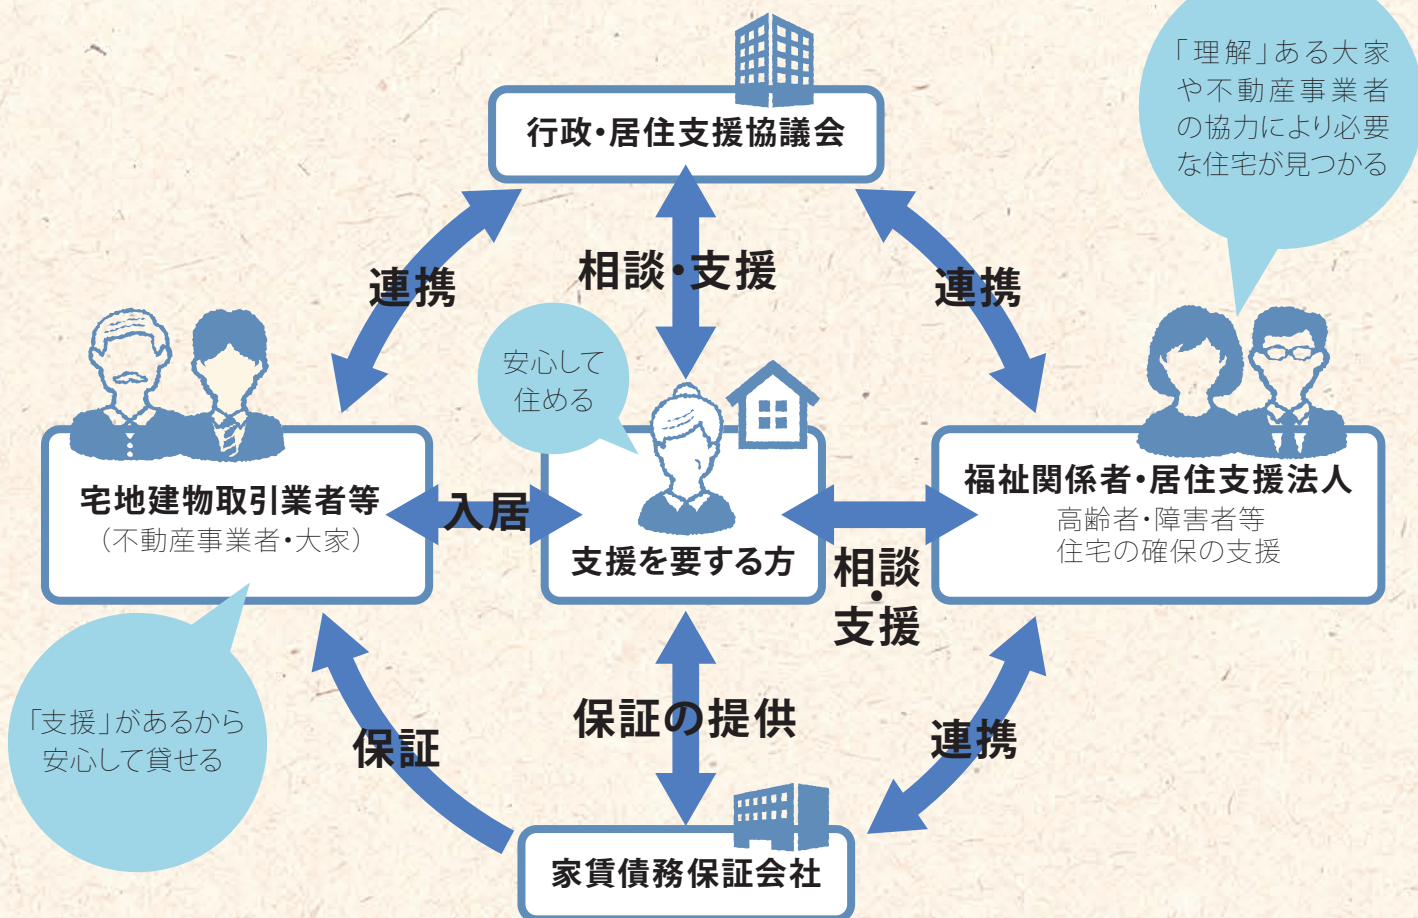 「理解」ある大家
や不動産事業者
の協力により必要
な住宅が見つかる
行政・居住支援協議会
連携
相談・支援
連携
安心して
住める
宅地建物取引業者等
（不動産事業者・大家）
入居
支援を要する方
相談
・
支援
福祉関係者・居住支援法人
高齢者・障害者等
住宅の確保の支援
「支援」があるから
安心して貸せる
保証
保証の提供
連携
家賃債務保証会社